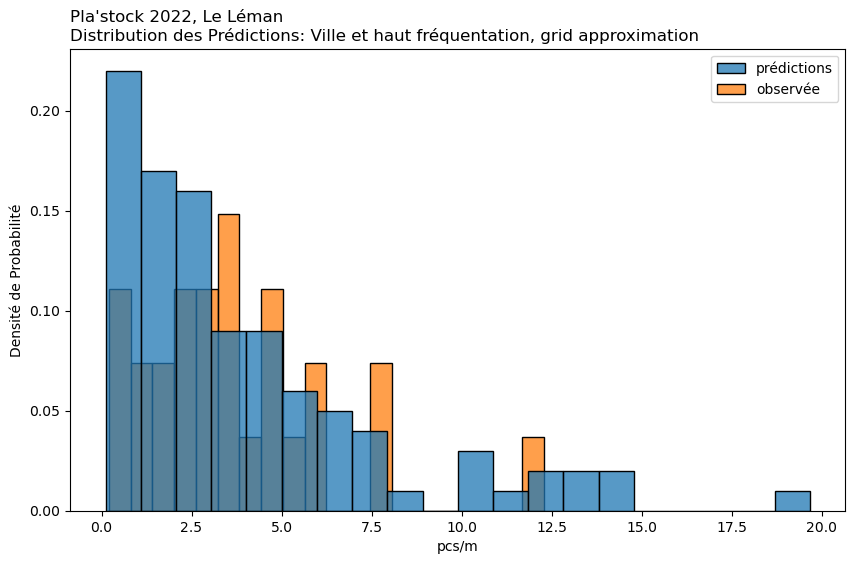 Pla'stock 2022, Le Léman
Distribution des Prédictions: Ville et haut fréquentation, grid approximation
prédictions
observée
Densité de Probabilité
0.20
0.15
0.10
0.05
0.00
0.0 2.5 5.0 7.5 10.0 12.5 15.0 17.5 20.0
pcs/m